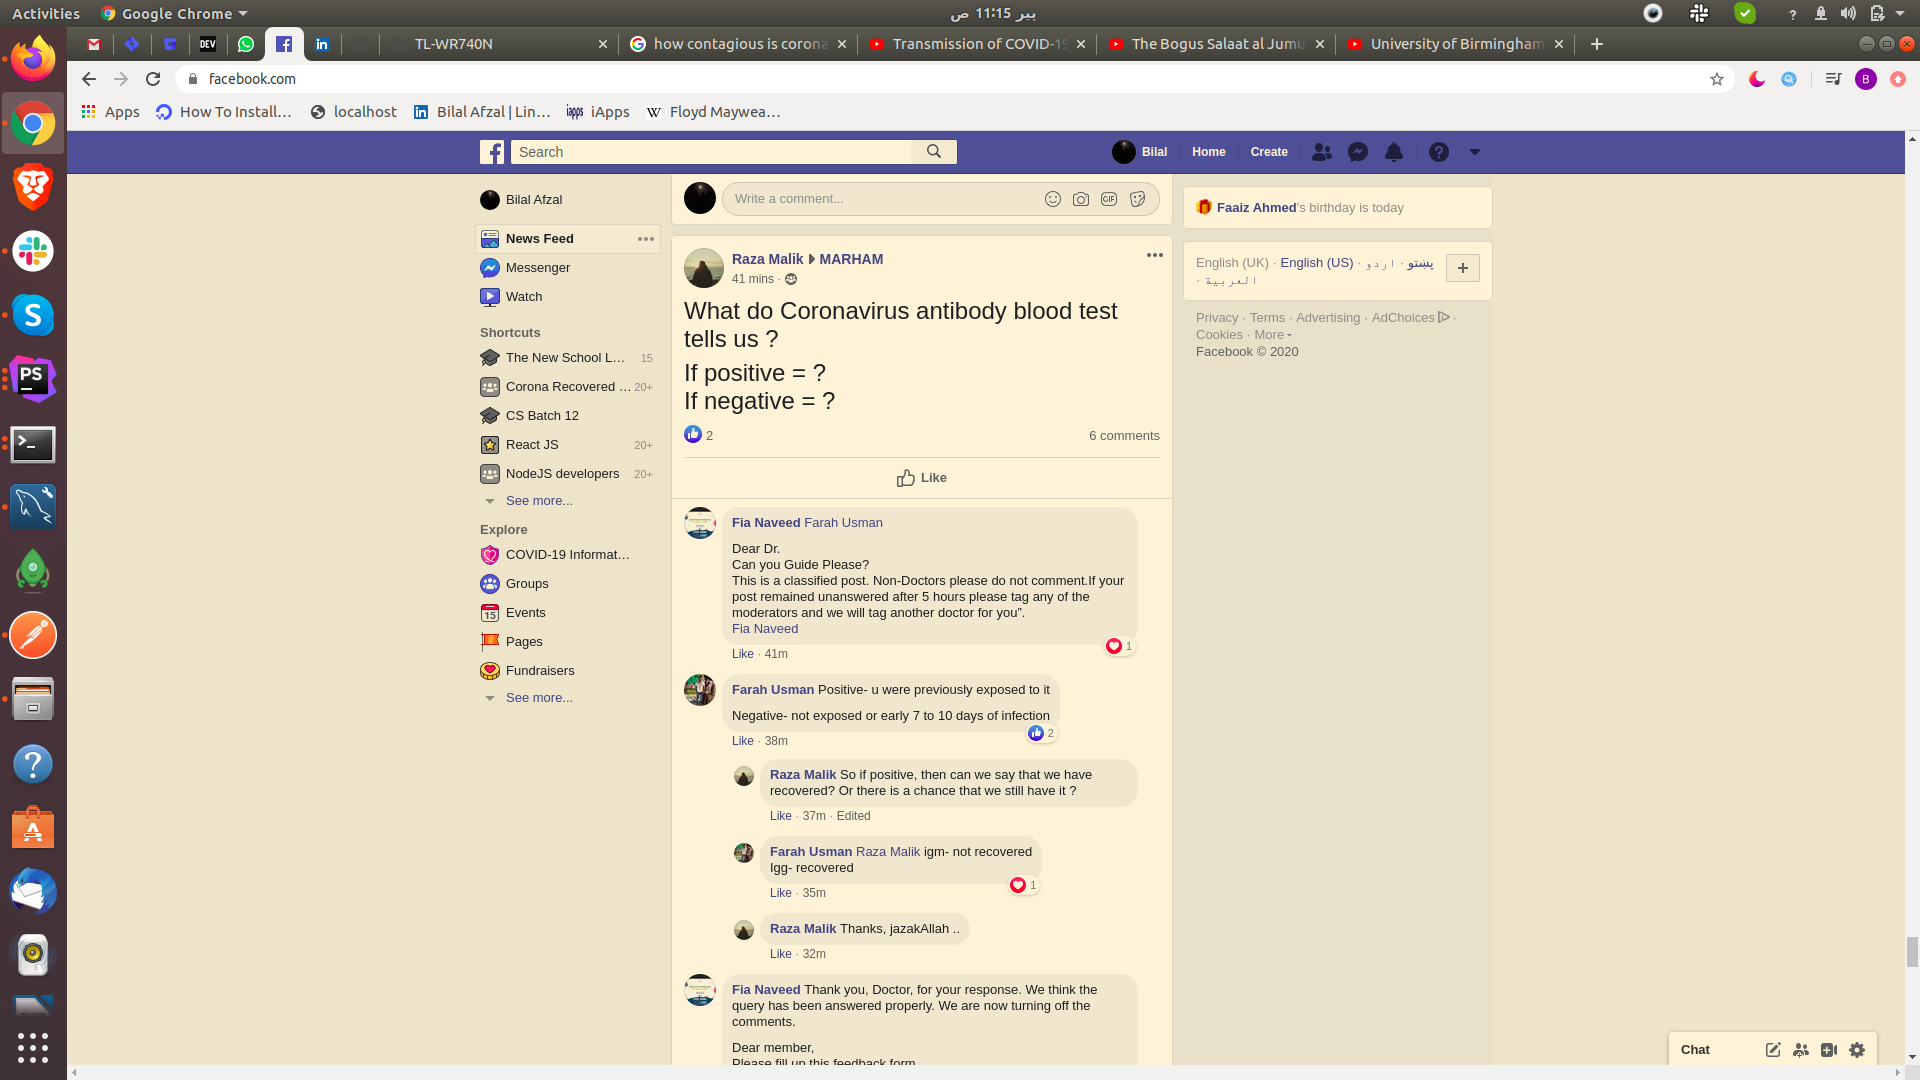 Activities
Google Chrome
پیر 11:15 ص
TL-WR740N
how contagious is corona
Transmission of COVID-19
The Bogus Salaat al Jumu
University of Birmingham
facebook.com
B
Apps
How To Install…
localhost
Bilal Afzal | Lin…
iApps
Floyd Maywea…
Search
Bilal
Home
Create
Bilal Afzal
News Feed
Messenger
Watch
Shortcuts
The New School L… 15
Corona Recovered … 20+
CS Batch 12
React JS 20+
NodeJS developers 20+
See more...
Explore
COVID-19 Informat…
Groups
Events
Pages
Fundraisers
See more...
Write a comment...
GIF
Raza Malik MARHAM
41 mins ·
What do Coronavirus antibody blood test
tells us ?
If positive = ?
If negative = ?
2
6 comments
Like
Fia Naveed Farah Usman
Dear Dr.
Can you Guide Please?
This is a classified post. Non-Doctors please do not comment.If your
post remained unanswered after 5 hours please tag any of the
moderators and we will tag another doctor for you”.
Fia Naveed
1
Like · 41m
Farah Usman Positive- u were previously exposed to it
Negative- not exposed or early 7 to 10 days of infection
2
Like · 38m
Raza Malik So if positive, then can we say that we have
recovered? Or there is a chance that we still have it ?
Like · 37m · Edited
Farah Usman Raza Malik igm- not recovered
Igg- recovered
1
Like · 35m
Raza Malik Thanks, jazakAllah ..
Like · 32m
Fia Naveed Thank you, Doctor, for your response. We think the
query has been answered properly. We are now turning off the
comments.
Dear member,
Please fill up this feedback form
Faaiz Ahmed's birthday is today
English (UK) · English (US) · اردو · پښتو
· العربية
Privacy · Terms · Advertising · AdChoices ·
Cookies · More
Facebook © 2020
Chat